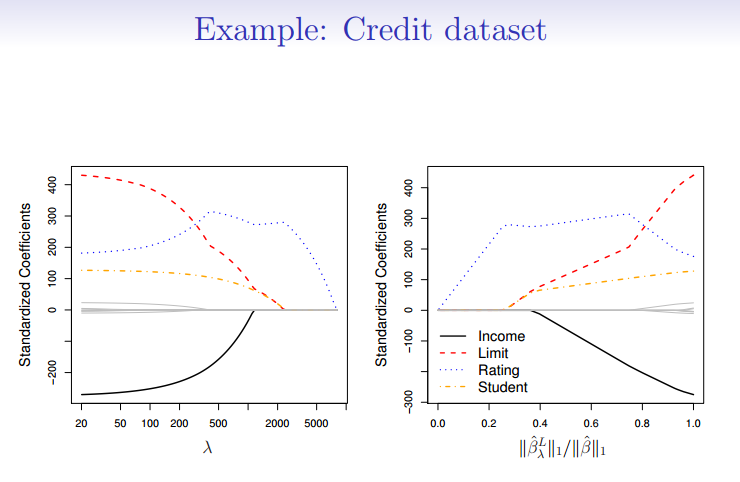 Example: Credit dataset
Standardized Coefficients
400
300
200
100
0
−200
20 50 100 200 500 2000 5000
λ
Standardized Coefficients
400
300
200
100
0
−100
−300
Income
Limit
Rating
Student
0.0 0.2 0.4 0.6 0.8 1.0
‖β̂ᴸ_λ‖₁/‖β̂‖₁